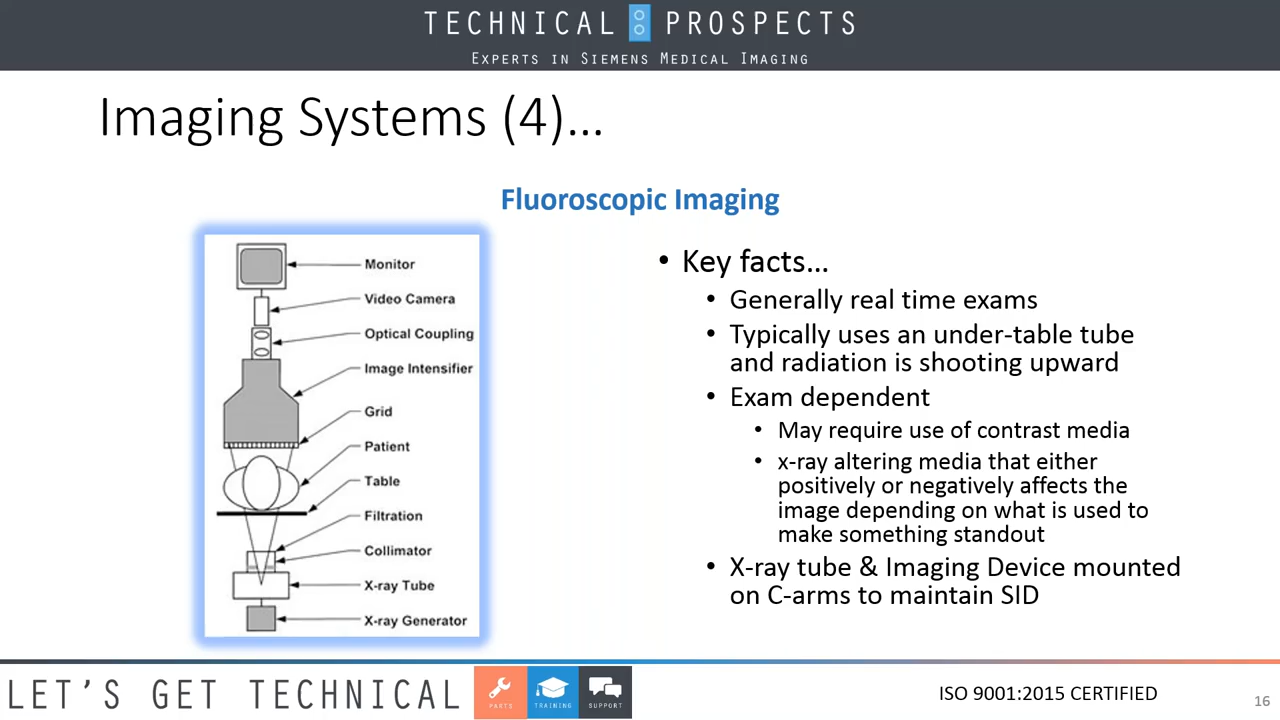 TECHNICAL PROSPECTS
EXPERTS IN SIEMENS MEDICAL IMAGING
Imaging Systems (4)...
Fluoroscopic Imaging
Monitor
Video Camera
Optical Coupling
Image Intensifier
Grid
Patient
Table
Filtration
Collimator
X-ray Tube
X-ray Generator
• Key facts...
• Generally real time exams
• Typically uses an under-table tube
and radiation is shooting upward
• Exam dependent
• May require use of contrast media
• x-ray altering media that either
positively or negatively affects the
image depending on what is used to
make something standout
• X-ray tube & Imaging Device mounted
on C-arms to maintain SID
LET'S GET TECHNICAL
PARTS
TRAINING
SUPPORT
ISO 9001:2015 CERTIFIED
16